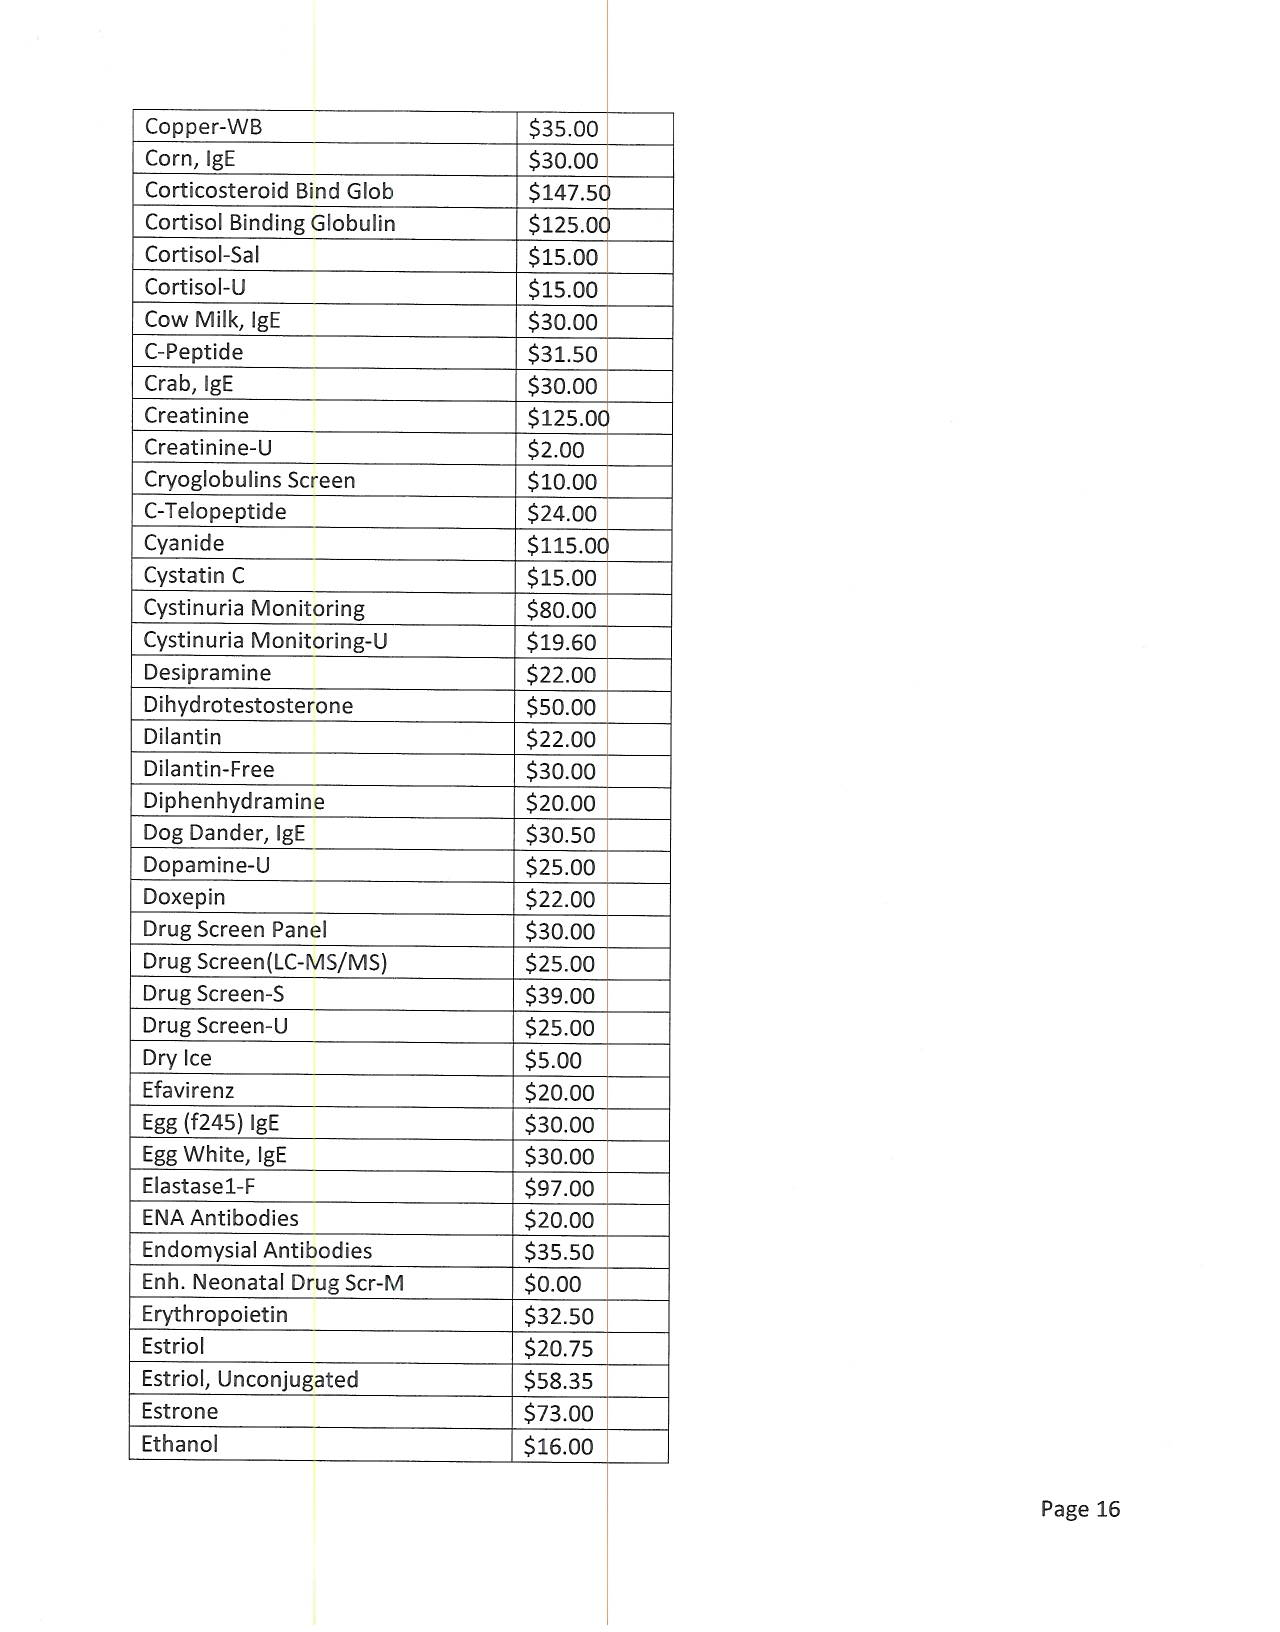 Copper-WB $35.00
Corn, IgE $30.00
Corticosteroid Bind Glob $147.50
Cortisol Binding Globulin $125.00
Cortisol-Sal $15.00
Cortisol-U $15.00
Cow Milk, IgE $30.00
C-Peptide $31.50
Crab, IgE $30.00
Creatinine $125.00
Creatinine-U $2.00
Cryoglobulins Screen $10.00
C-Telopeptide $24.00
Cyanide $115.00
Cystatin C $15.00
Cystinuria Monitoring $80.00
Cystinuria Monitoring-U $19.60
Desipramine $22.00
Dihydrotestosterone $50.00
Dilantin $22.00
Dilantin-Free $30.00
Diphenhydramine $20.00
Dog Dander, IgE $30.50
Dopamine-U $25.00
Doxepin $22.00
Drug Screen Panel $30.00
Drug Screen(LC-MS/MS) $25.00
Drug Screen-S $39.00
Drug Screen-U $25.00
Dry Ice $5.00
Efavirenz $20.00
Egg (f245) IgE $30.00
Egg White, IgE $30.00
Elastase1-F $97.00
ENA Antibodies $20.00
Endomysial Antibodies $35.50
Enh. Neonatal Drug Scr-M $0.00
Erythropoietin $32.50
Estriol $20.75
Estriol, Unconjugated $58.35
Estrone $73.00
Ethanol $16.00
Page 16